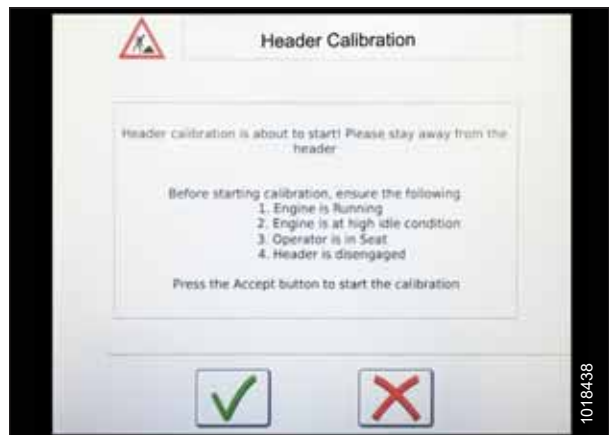 Header Calibration
Header calibration is about to start! Please stay away from the
header
Before starting calibration, ensure the following
1. Engine is Running
2. Engine is at high idle condition
3. Operator is in Seat
4. Header is disengaged
Press the Accept button to start the calibration
1018438